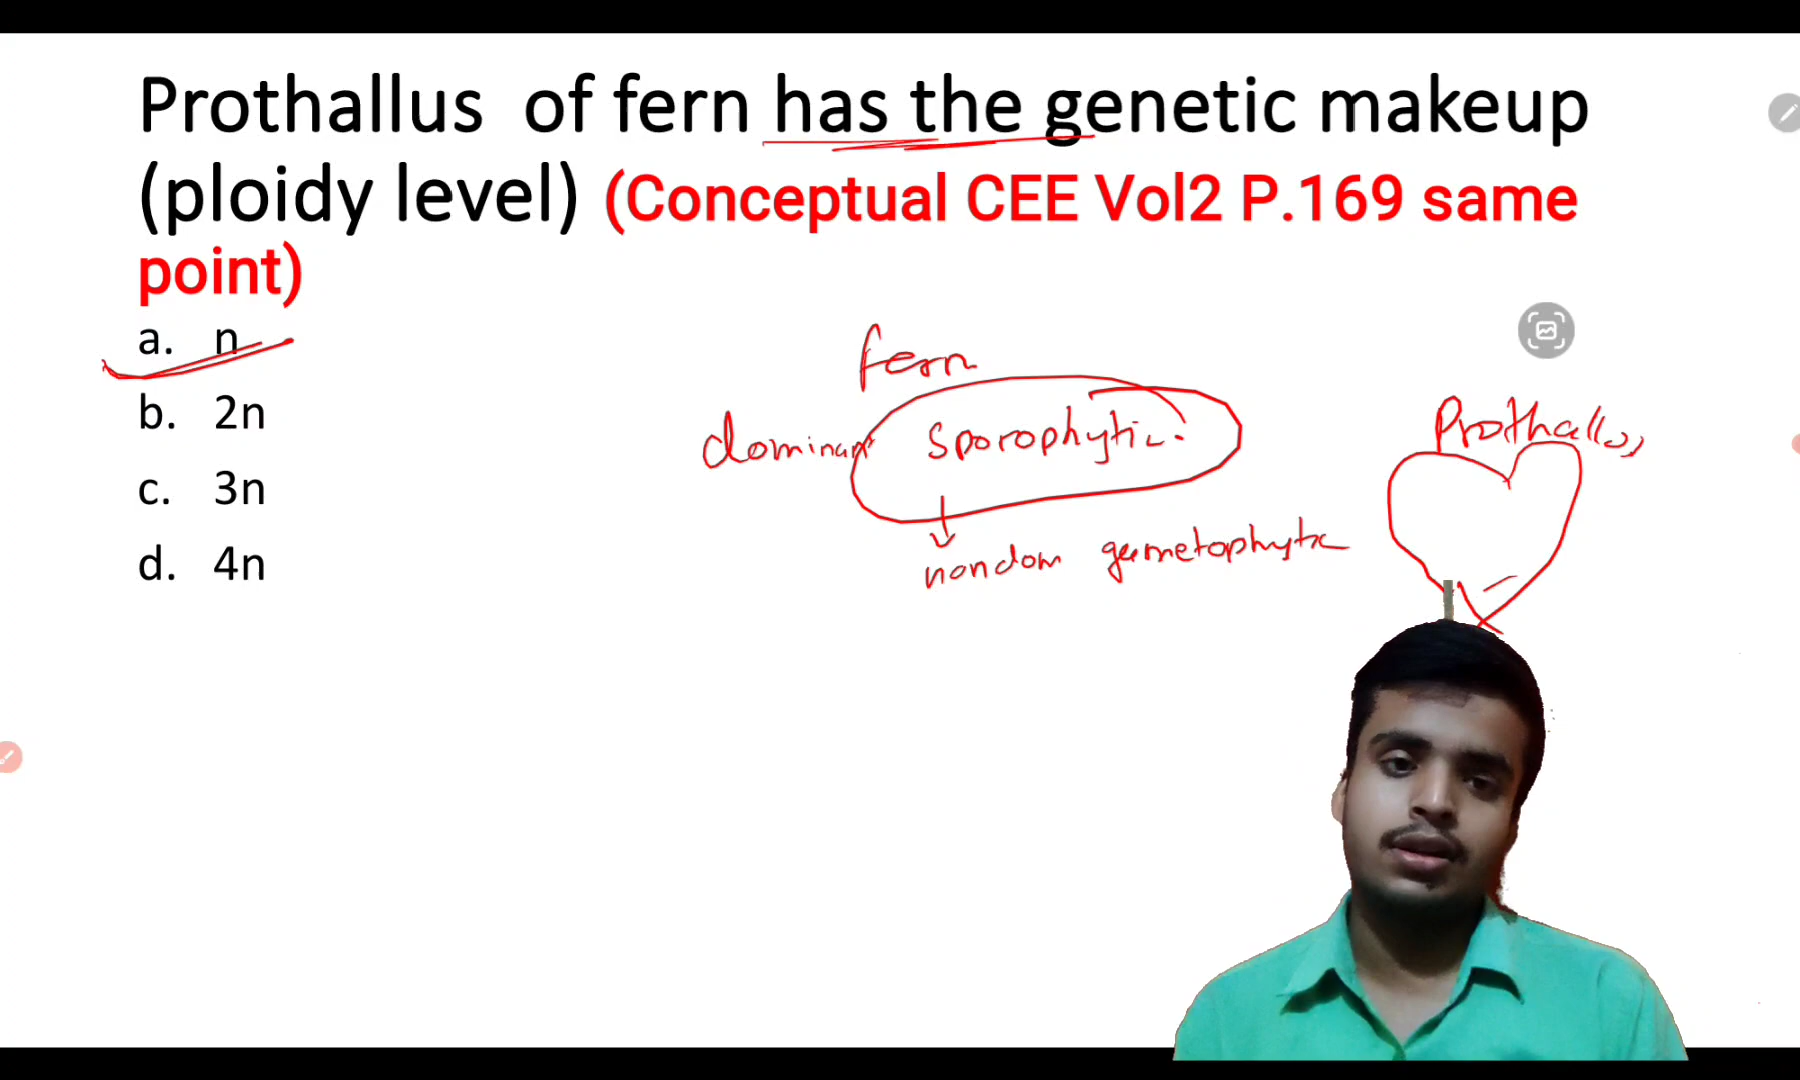 Prothallus of fern has the genetic makeup
(ploidy level) (Conceptual CEE Vol2 P.169 same
point)
a. n
b. 2n
c. 3n
d. 4n
fern
dominant sporophytic.
nondom gametophytic
Prothallus